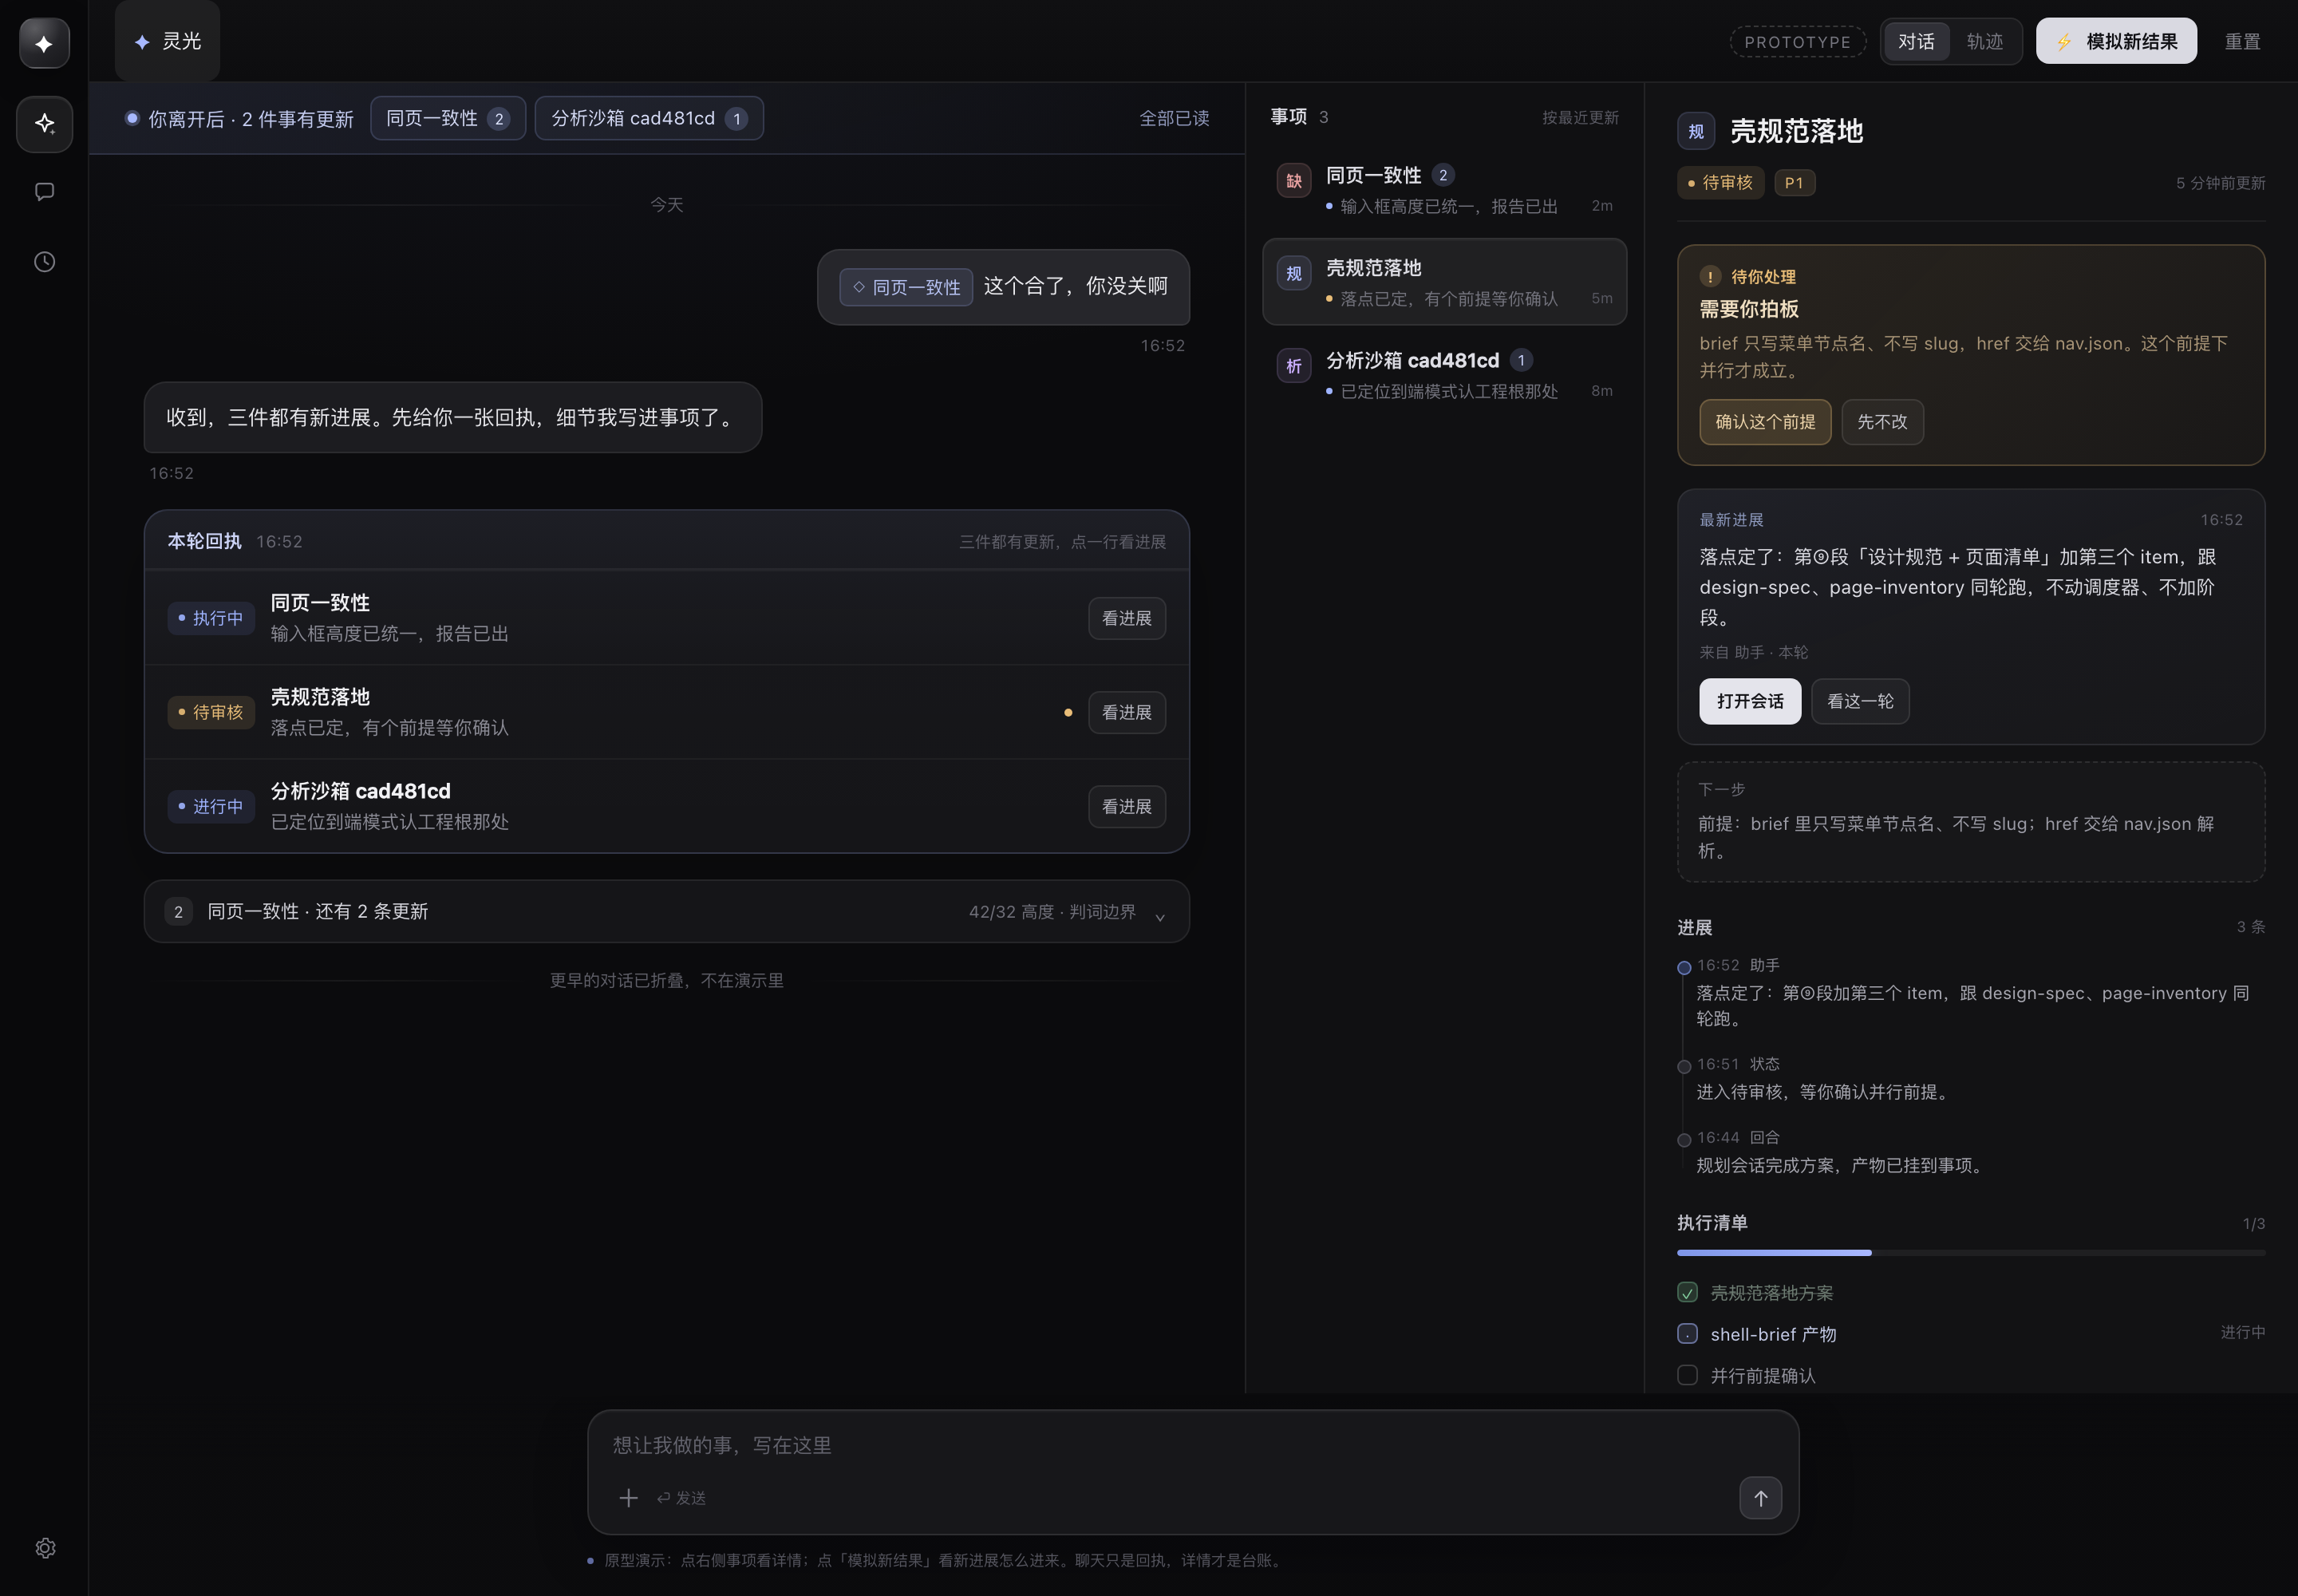 灵光
PROTOTYPE
对话
轨迹
模拟新结果
重置
你离开后 · 2 件事有更新
同页一致性 2
分析沙箱 cad481cd 1
全部已读
今天
◇ 同页一致性 这个合了，你没关啊
16:52
收到，三件都有新进展。先给你一张回执，细节我写进事项了。
16:52
本轮回执 16:52
三件都有更新，点一行看进展
执行中
同页一致性
输入框高度已统一，报告已出
看进展
待审核
壳规范落地
落点已定，有个前提等你确认
看进展
进行中
分析沙箱 cad481cd
已定位到端模式认工程根那处
看进展
2 同页一致性 · 还有 2 条更新
42/32 高度 · 判词边界
更早的对话已折叠，不在演示里
事项 3
按最近更新
缺
同页一致性 2
输入框高度已统一，报告已出 2m
规
壳规范落地
落点已定，有个前提等你确认 5m
析
分析沙箱 cad481cd 1
已定位到端模式认工程根那处 8m
规 壳规范落地
待审核 P1
5 分钟前更新
! 待你处理
需要你拍板
brief 只写菜单节点名、不写 slug，href 交给 nav.json。这个前提下
并行才成立。
确认这个前提
先不改
最新进展 16:52
落点定了：第⑨段「设计规范 + 页面清单」加第三个 item，跟
design-spec、page-inventory 同轮跑，不动调度器、不加阶
段。
来自 助手 · 本轮
打开会话
看这一轮
下一步
前提：brief 里只写菜单节点名、不写 slug；href 交给 nav.json 解
析。
进展 3 条
16:52 助手
落点定了：第⑨段加第三个 item，跟 design-spec、page-inventory 同
轮跑。
16:51 状态
进入待审核，等你确认并行前提。
16:44 回合
规划会话完成方案，产物已挂到事项。
执行清单 1/3
壳规范落地方案
shell-brief 产物 进行中
并行前提确认
想让我做的事，写在这里
⏎ 发送
原型演示：点右侧事项看详情；点「模拟新结果」看新进展怎么进来。聊天只是回执，详情才是台账。